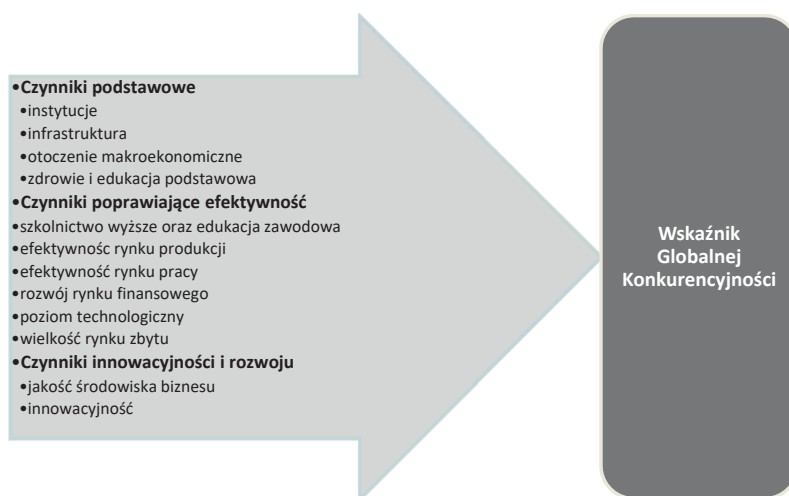 •Czynniki podstawowe
•instytucje
•infrastruktura
•otoczenie makroekonomiczne
•zdrowie i edukacja podstawowa
•Czynniki poprawiające efektywność
•szkolnictwo wyższe oraz edukacja zawodowa
•efektywnośc rynku produkcji
•efektywność rynku pracy
•rozwój rynku finansowego
•poziom technologiczny
•wielkość rynku zbytu
•Czynniki innowacyjności i rozwoju
•jakość środowiska biznesu
•innowacyjność
Wskaźnik
Globalnej
Konkurencyjności